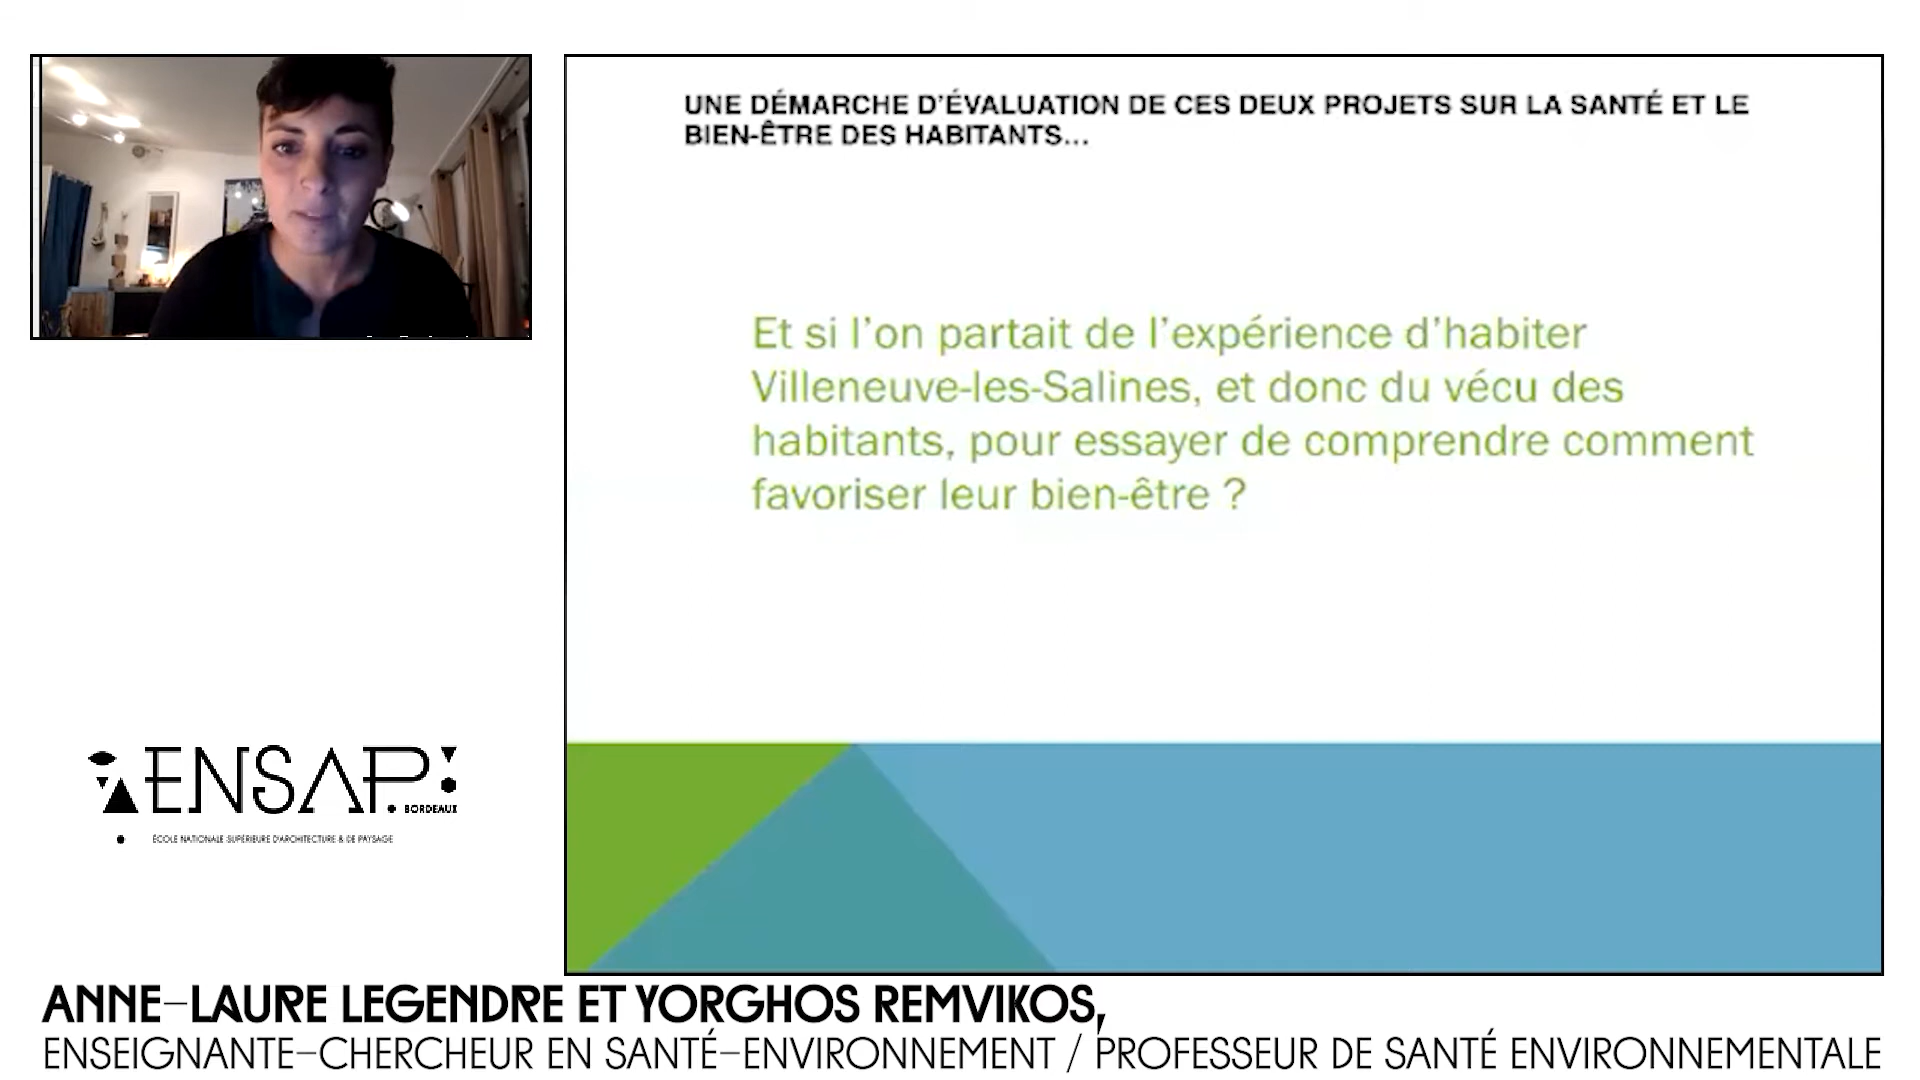 UNE DÉMARCHE D'ÉVALUATION DE CES DEUX PROJETS SUR LA SANTÉ ET LE
BIEN-ÊTRE DES HABITANTS...
Et si l'on partait de l'expérience d'habiter
Villeneuve-les-Salines, et donc du vécu des
habitants, pour essayer de comprendre comment
favoriser leur bien-être ?
ENSAP.
BORDEAUX
ÉCOLE NATIONALE SUPÉRIEURE D'ARCHITECTURE & DE PAYSAGE
ANNE-LAURE LEGENDRE ET YORGHOS REMVIKOS,
ENSEIGNANTE-CHERCHEUR EN SANTÉ-ENVIRONNEMENT / PROFESSEUR DE SANTÉ ENVIRONNEMENTALE